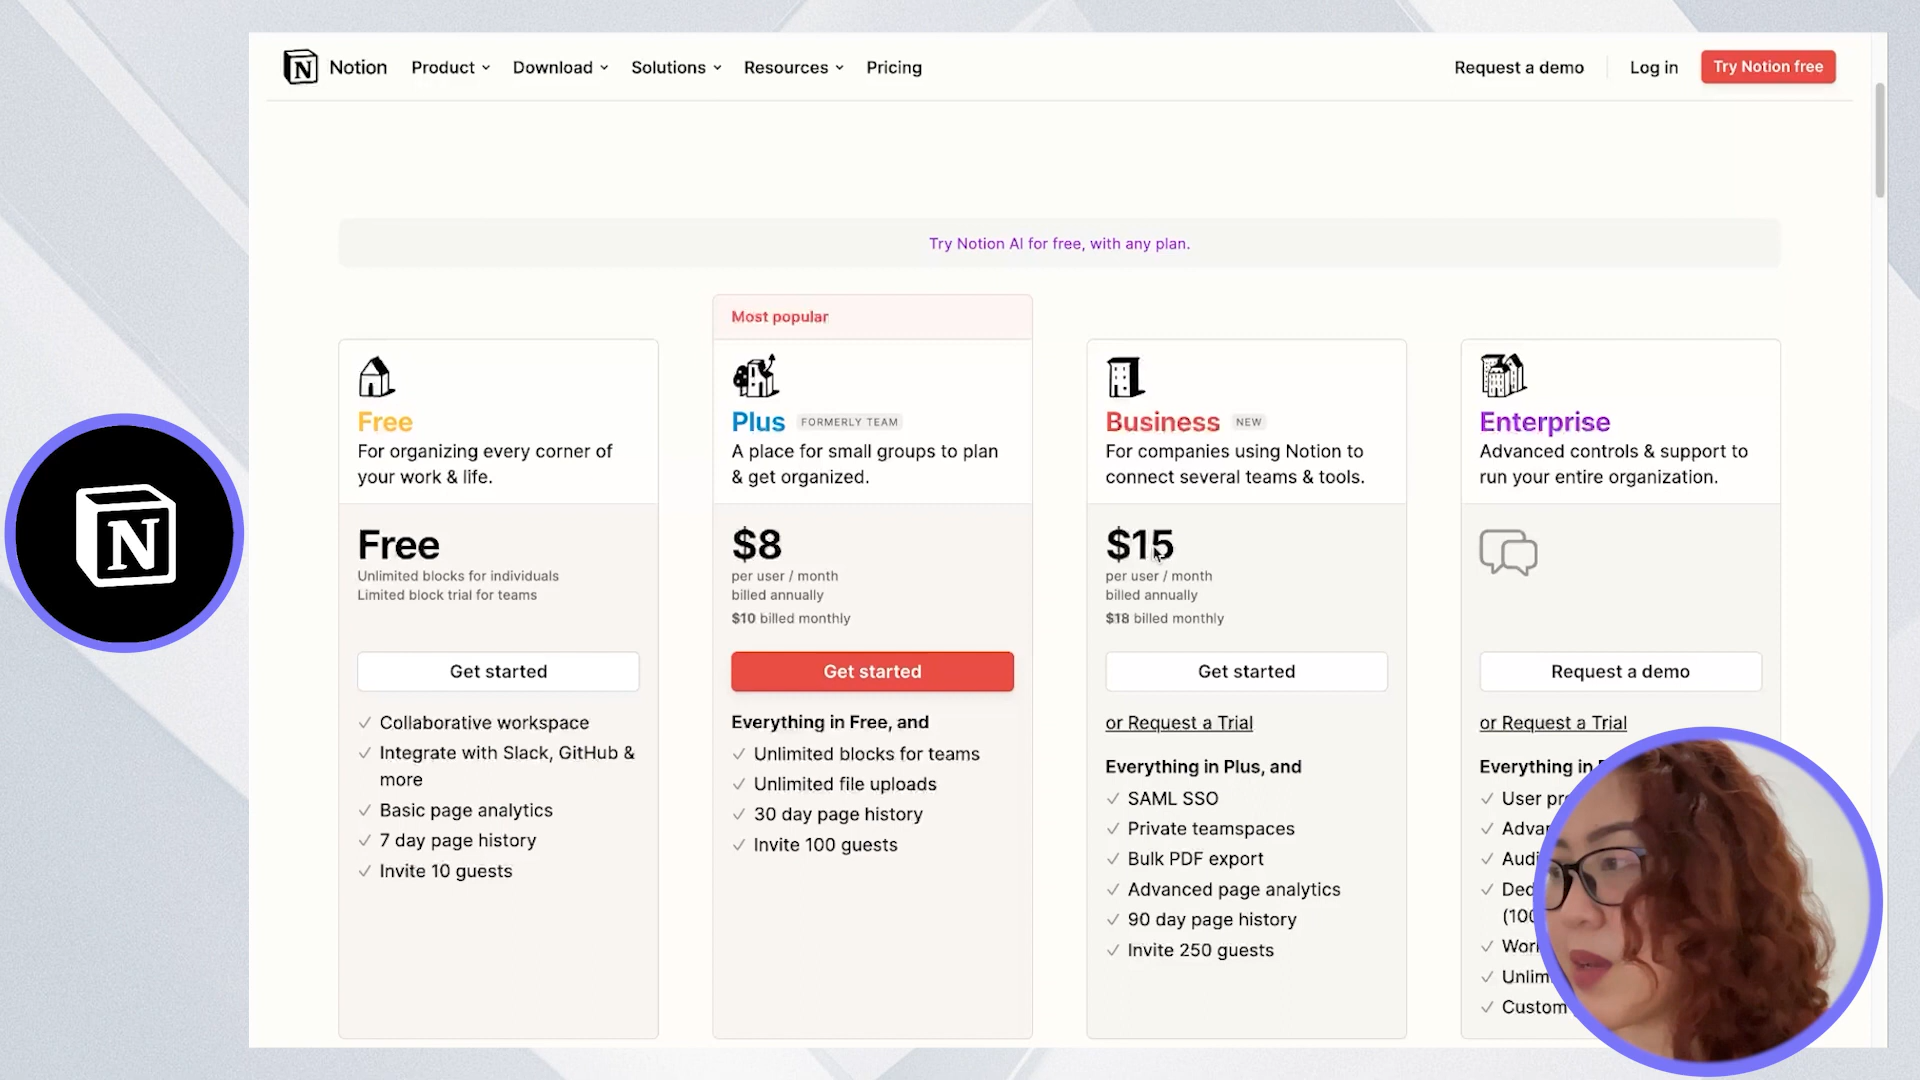 Notion
Product
Download
Solutions
Resources
Pricing
Request a demo
Log in
Try Notion free
Try Notion AI for free, with any plan.
Free
For organizing every corner of
your work & life.
Free
Unlimited blocks for individuals
Limited block trial for teams
Get started
Collaborative workspace
Integrate with Slack, GitHub &
more
Basic page analytics
7 day page history
Invite 10 guests
Most popular
Plus FORMERLY TEAM
A place for small groups to plan
& get organized.
$8
per user / month
billed annually
$10 billed monthly
Get started
Everything in Free, and
Unlimited blocks for teams
Unlimited file uploads
30 day page history
Invite 100 guests
Business NEW
For companies using Notion to
connect several teams & tools.
$15
per user / month
billed annually
$18 billed monthly
Get started
or Request a Trial
Everything in Plus, and
SAML SSO
Private teamspaces
Bulk PDF export
Advanced page analytics
90 day page history
Invite 250 guests
Enterprise
Advanced controls & support to
run your entire organization.
Request a demo
or Request a Trial
Everything in
User
Custom
N